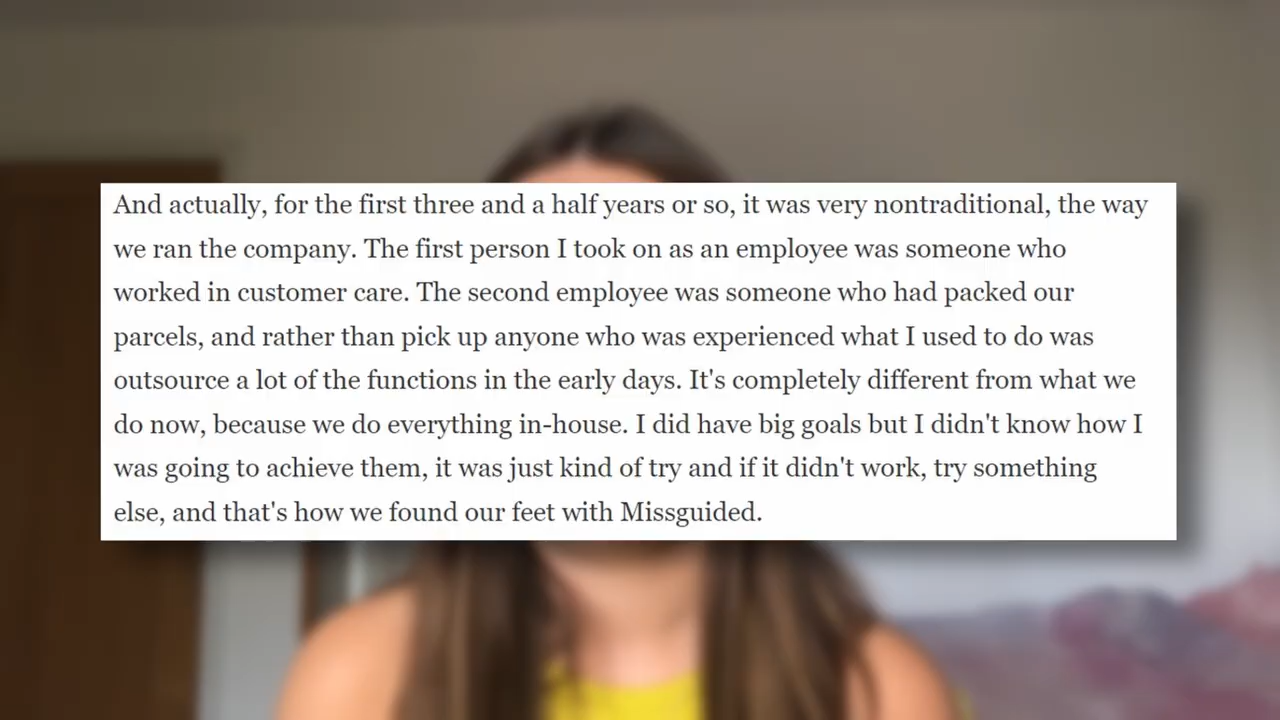 And actually, for the first three and a half years or so, it was very nontraditional, the way
we ran the company. The first person I took on as an employee was someone who
worked in customer care. The second employee was someone who had packed our
parcels, and rather than pick up anyone who was experienced what I used to do was
outsource a lot of the functions in the early days. It's completely different from what we
do now, because we do everything in-house. I did have big goals but I didn't know how I
was going to achieve them, it was just kind of try and if it didn't work, try something
else, and that's how we found our feet with Missguided.